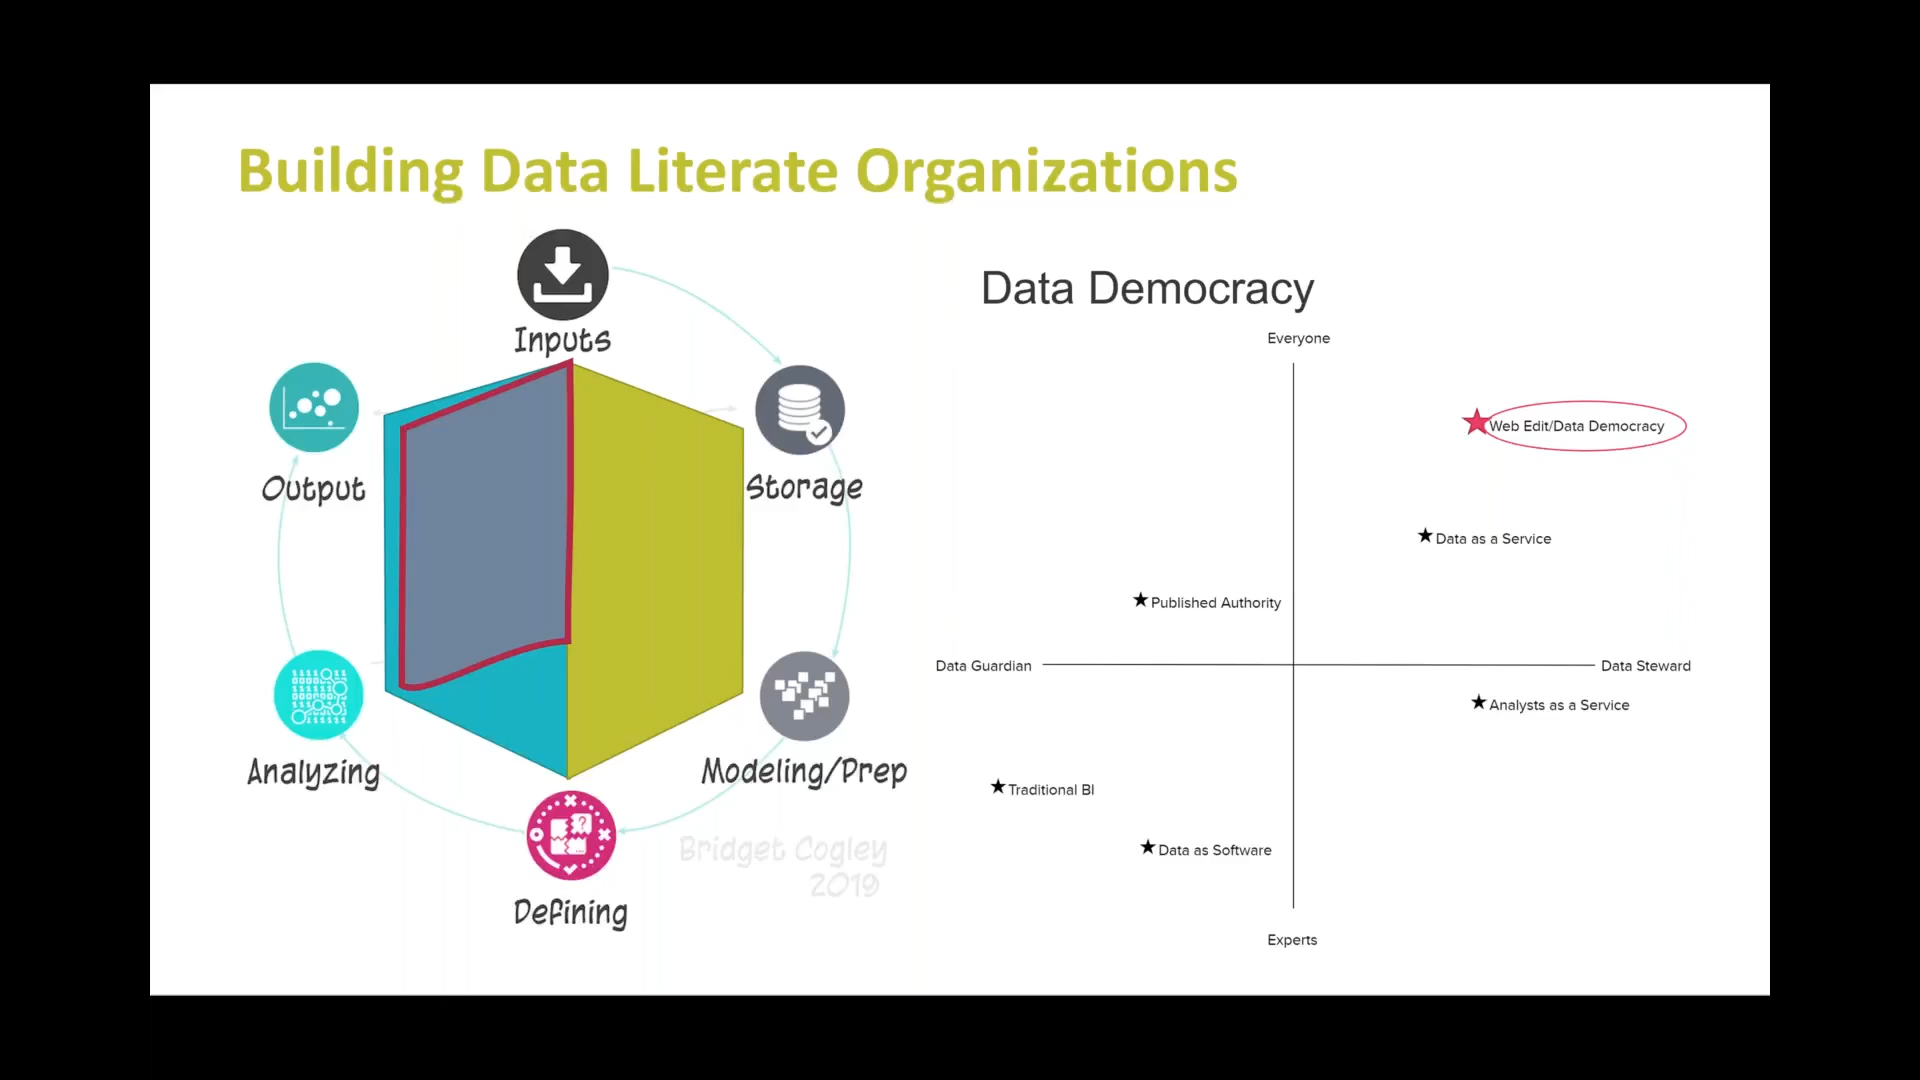 Building Data Literate Organizations
Inputs
Output
Storage
Analyzing
Modeling/Prep
Defining
Bridget Cogley
2019
Data Democracy
Everyone
Web Edit/Data Democracy
Data as a Service
Published Authority
Data Guardian
Data Steward
Analysts as a Service
Traditional BI
Data as Software
Experts